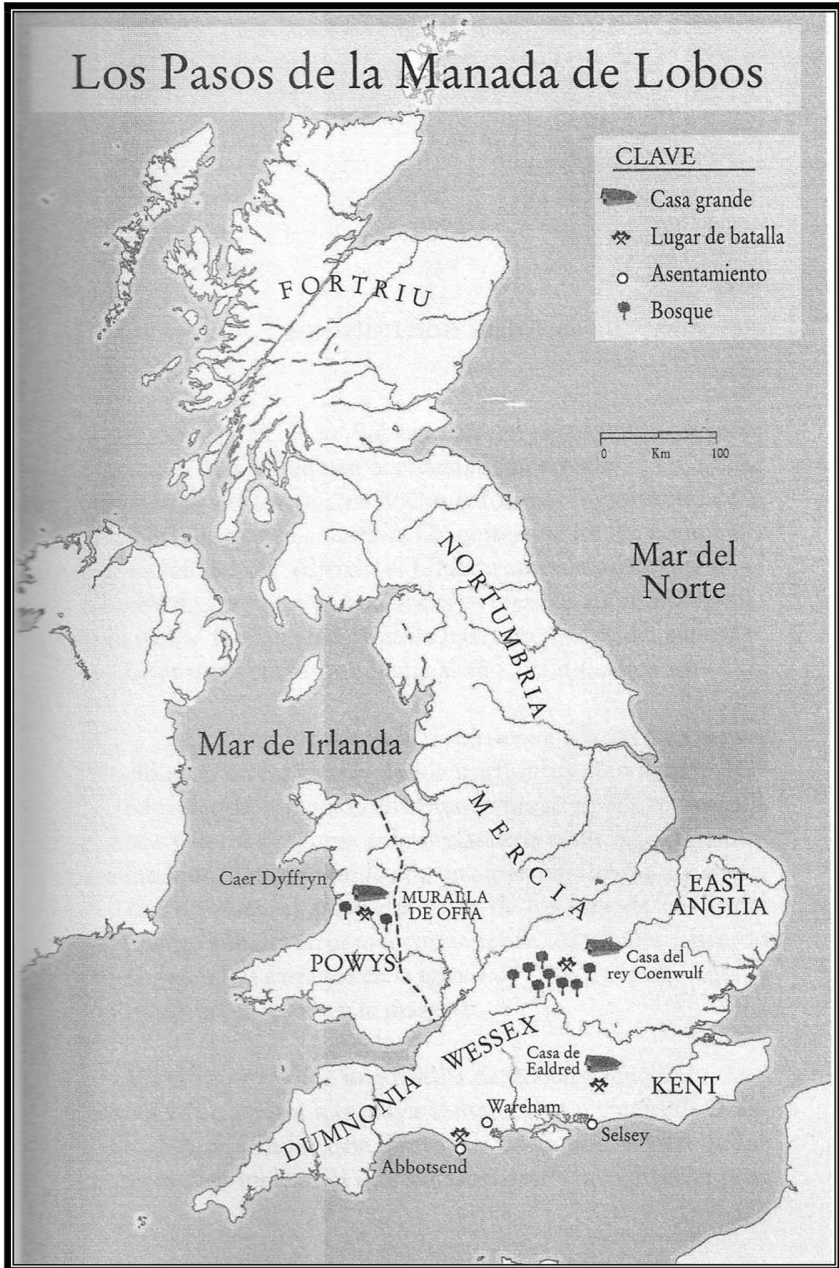 Los Pasos de la Manada de Lobos
CLAVE
Casa grande
Lugar de batalla
Asentamiento
Bosque
FORTRIU
0 Km 100
NORTUMBRIA
Mar del
Norte
Mar de Irlanda
MERCIA
Caer Dyffryn
MURALLA
DE OFFA
EAST
ANGLIA
POWYS
Casa del
rey Coenwulf
WESSEX
Casa de
Ealdred
KENT
DUMNONIA
Wareham
Selsey
Abbotsend